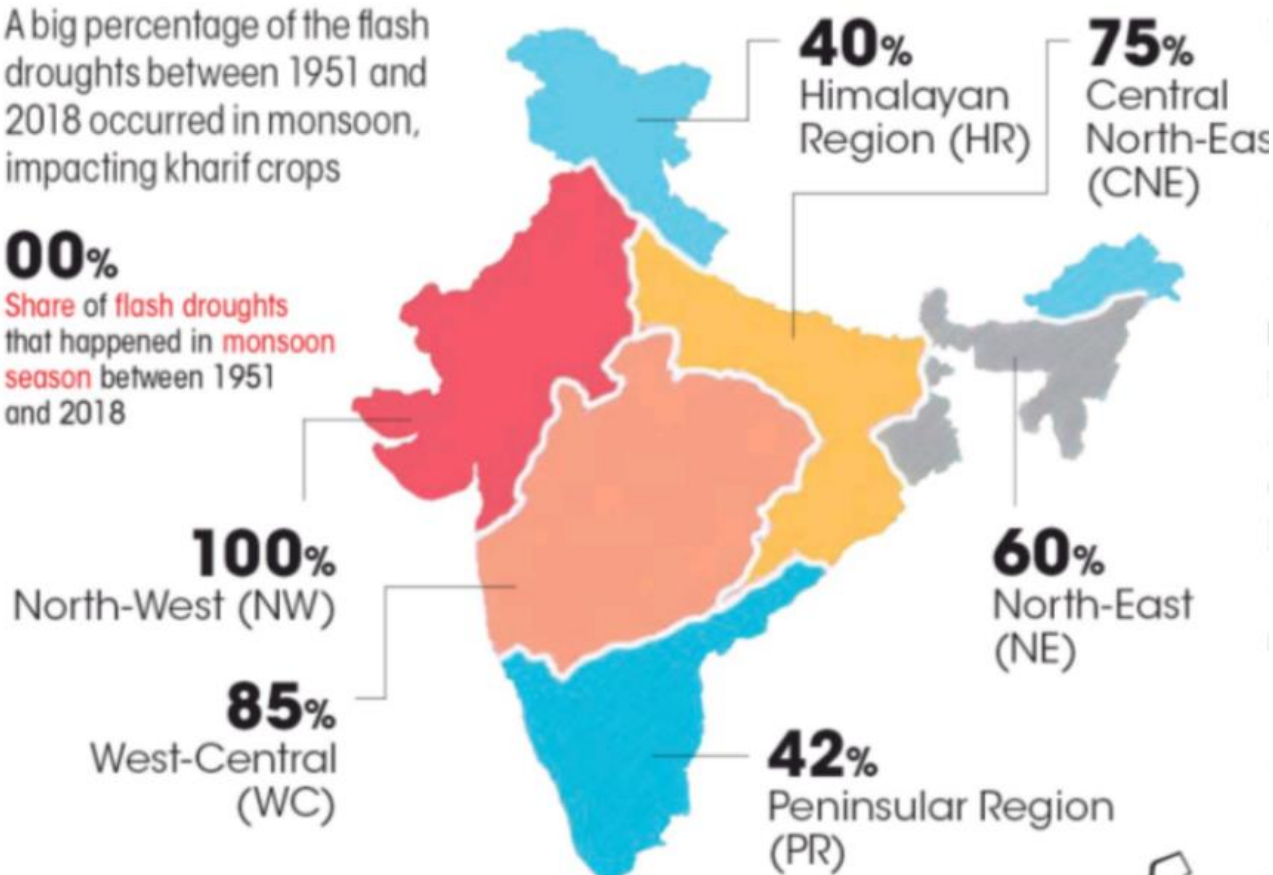 A big percentage of the flash
droughts between 1951 and
2018 occurred in monsoon,
impacting kharif crops
00%
Share of flash droughts
that happened in monsoon
season between 1951
and 2018
40%
Himalayan
Region (HR)
75%
Central
North-Eas
(CNE)
100%
North-West (NW)
85%
West-Central
(WC)
60%
North-East
(NE)
42%
Peninsular Region
(PR)